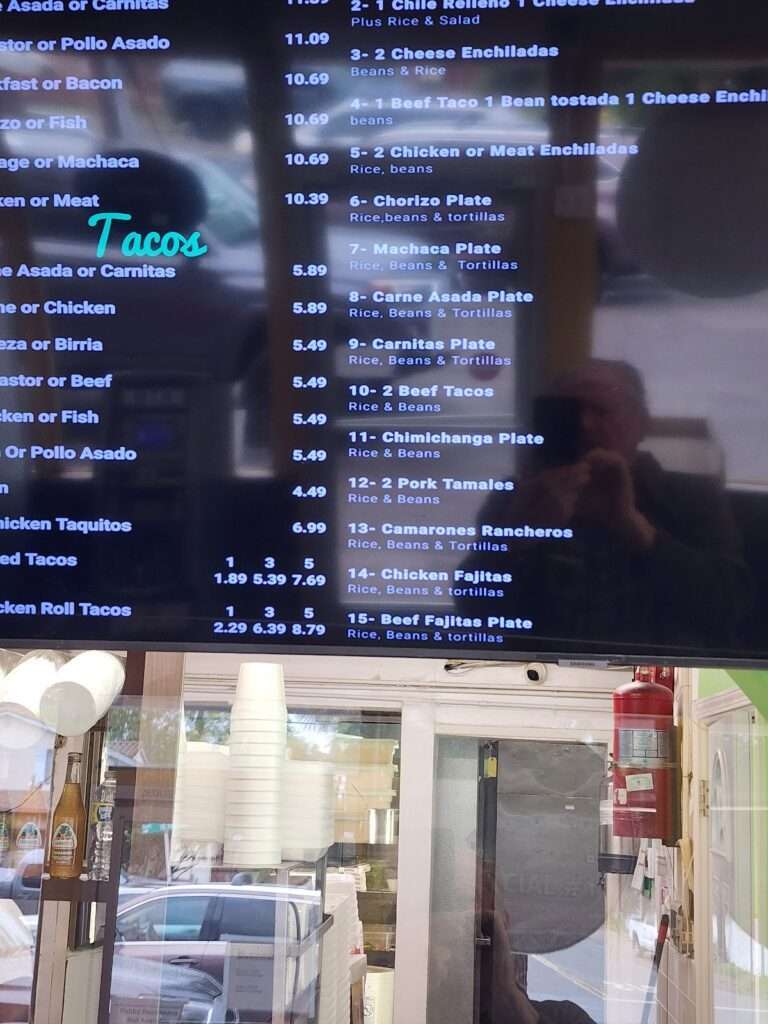 e Asada or Carnitas 11.89
stor or Pollo Asado 11.09
kfast or Bacon 10.69
zo or Fish 10.69
age or Machaca 10.69
ken or Meat 10.39
Tacos
ne Asada or Carnitas 5.89
ne or Chicken 5.89
eza or Birria 5.49
astor or Beef 5.49
cken or Fish 5.49
Or Pollo Asado 5.49
n 4.49
hicken Taquitos 6.99
ed Tacos 1 3 5
1.89 5.39 7.69
cken Roll Tacos 1 3 5
2.29 6.39 8.79
2- 1 Chile Relleno 1 Cheese Enchilada
Plus Rice & Salad
3- 2 Cheese Enchiladas
Beans & Rice
4- 1 Beef Taco 1 Bean tostada 1 Cheese Enchil
beans
5- 2 Chicken or Meat Enchiladas
Rice, beans
6- Chorizo Plate
Rice,beans & tortillas
7- Machaca Plate
Rice, Beans & Tortillas
8- Carne Asada Plate
Rice, Beans & Tortillas
9- Carnitas Plate
Rice, Beans & Tortillas
10- 2 Beef Tacos
Rice & Beans
11- Chimichanga Plate
Rice & Beans
12- 2 Pork Tamales
Rice & Beans
13- Camarones Rancheros
Rice, Beans & Tortillas
14- Chicken Fajitas
Rice, Beans & tortillas
15- Beef Fajitas Plate
Rice, Beans & tortillas